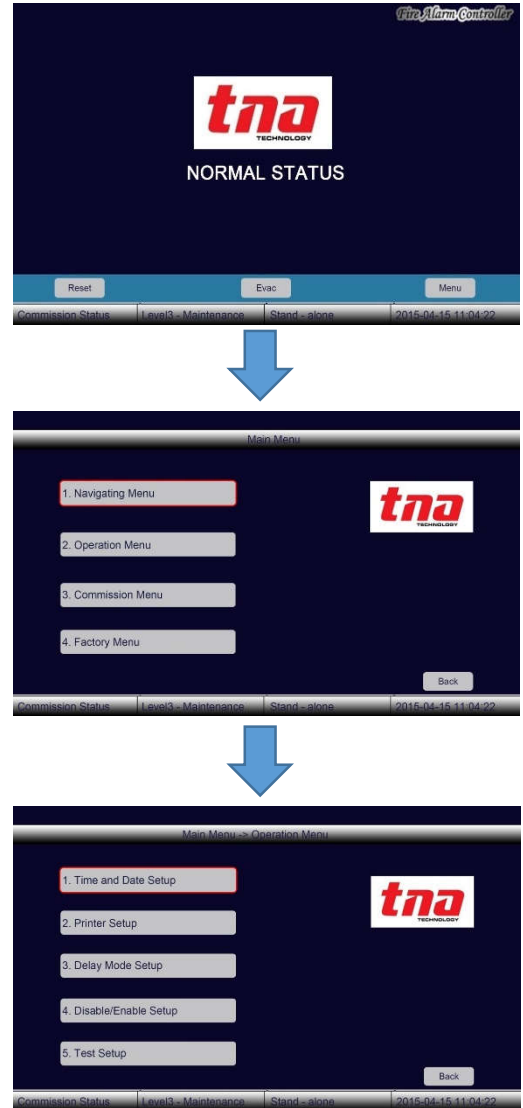 Fire Alarm Controller
tna
TECHNOLOGY
NORMAL STATUS
Reset Evac Menu
Commission Status Level3 - Maintenance Stand - alone 2015-04-15 11:04:22
Main Menu
1. Navigating Menu
tna
TECHNOLOGY
2. Operation Menu
3. Commission Menu
4. Factory Menu
Back
Commission Status Level3 - Maintenance Stand - alone 2015-04-15 11:04:22
Main Menu -> Operation Menu
1. Time and Date Setup
tna
TECHNOLOGY
2. Printer Setup
3. Delay Mode Setup
4. Disable/Enable Setup
5. Test Setup
Back
Commission Status Level3 - Maintenance Stand - alone 2015-04-15 11:04:22